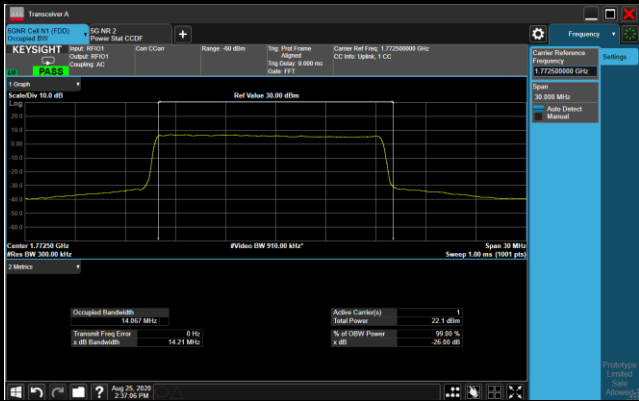 Transceiver A
5GNR Cell N1 (FDD)
Occupied BW
5G NR 2
Power Stat CCDF
Frequency
KEYSIGHT
Input: RFIO1
Output: RFIO1
Coupling: AC
Corr CCorr
Range: -60 dBm
Trig: Prol Frame
Aligned
Trig Delay: 9.000 ms
Gate: FFT
Carrier Ref Freq: 1.772500000 GHz
CC Info: Uplink, 1 CC
PASS
Carrier Reference
Frequency
1.772500000 GHz
Settings
Span
30.000 MHz
Auto Detect
Manual
1 Graph
Scale/Div 10.0 dB
Ref Value 30.00 dBm
Log
20.0
10.0
0.00
-10.0
-20.0
-30.0
-40.0
-50.0
-60.0
Center 1.77250 GHz
#Video BW 910.00 kHz*
Span 30 MHz
#Res BW 300.00 kHz
Sweep 1.00 ms (1001 pts)
2 Metrics
Occupied Bandwidth
14.067 MHz
Active Carrier(s) 1
Total Power 22.1 dBm
Transmit Freq Error 0 Hz
x dB Bandwidth 14.21 MHz
% of OBW Power 99.00 %
x dB -26.00 dB
Aug 25, 2020
2:37:06 PM
Prototype
Limited
Sale
Allowed